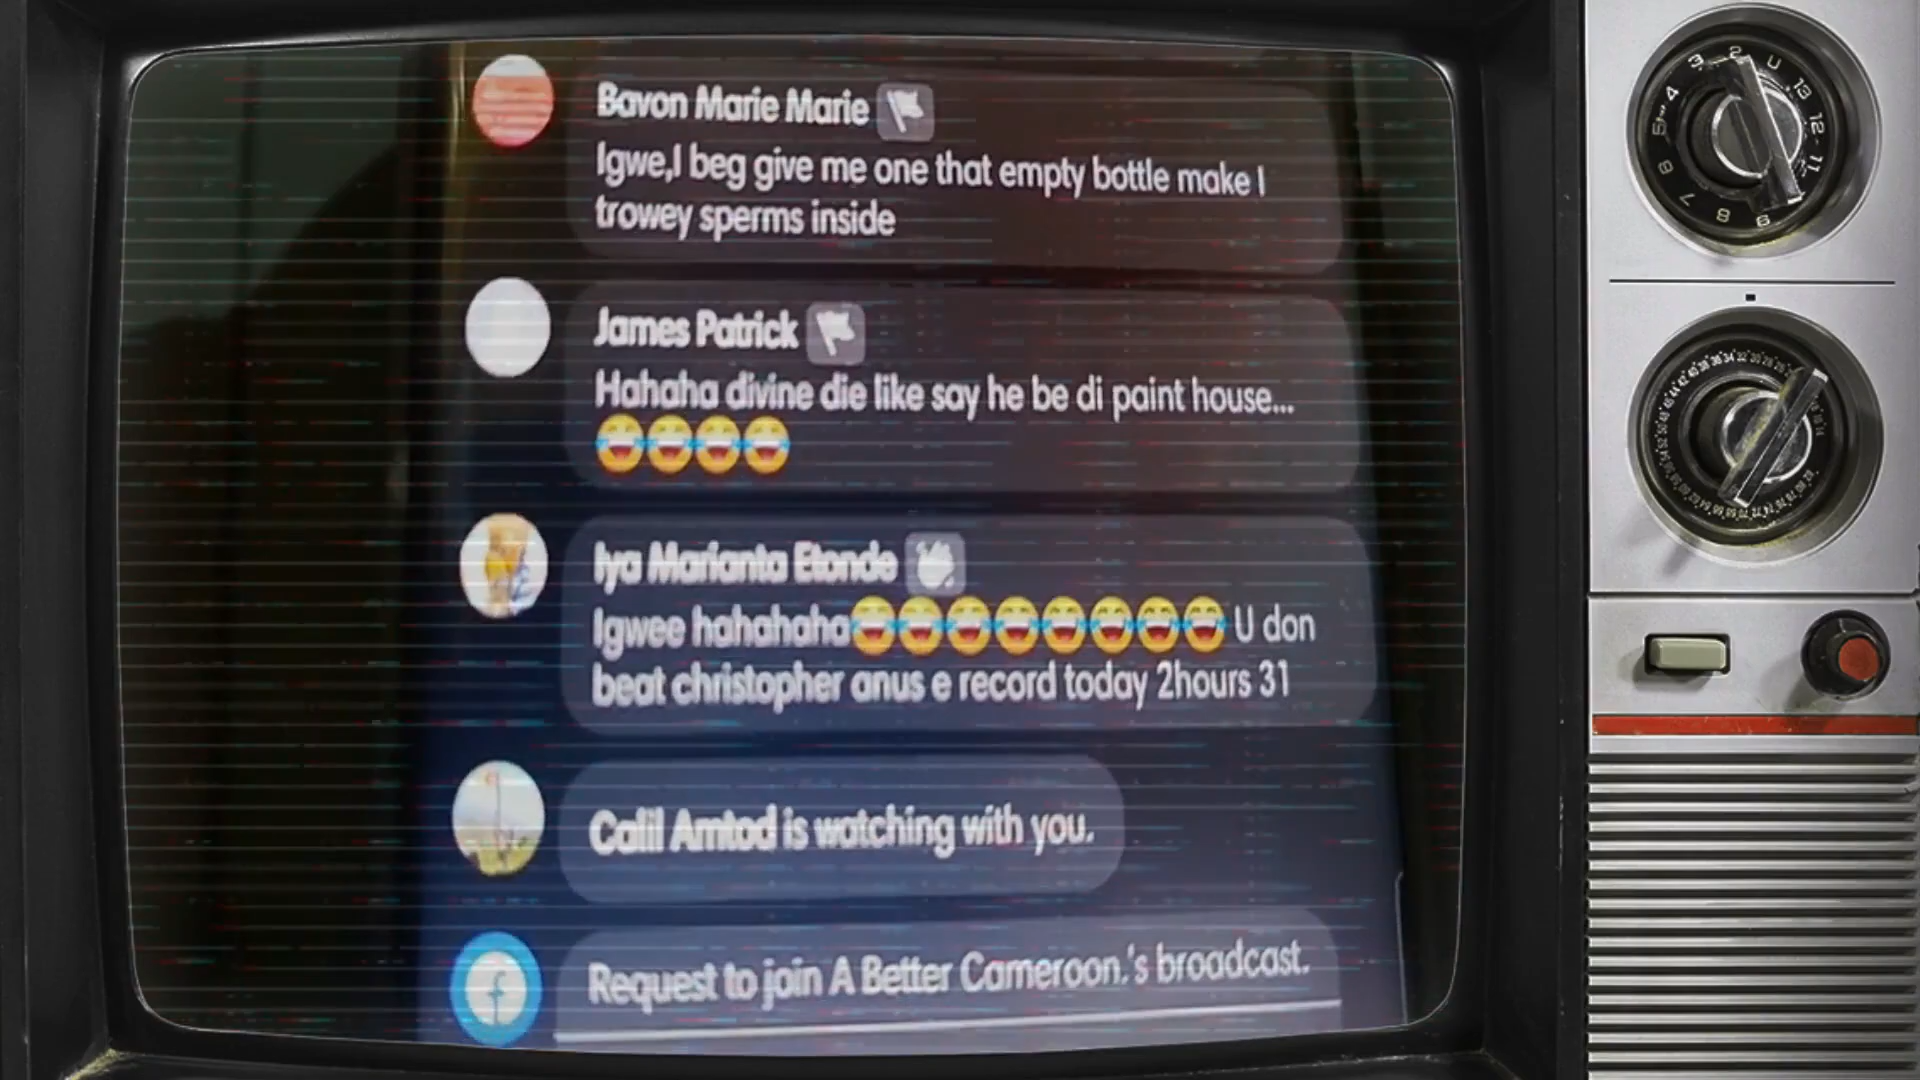 Bavon Marie Marie
Igwe,I beg give me one that empty bottle make I
trowey sperms inside
James Patrick
Hahaha divine die like say he be di paint house...
😂😂😂😂
Iya Marianta Etonde
Igwee hahahaha😂😂😂😂😂😂😂😂 U don
beat christopher anus e record today 2hours 31
Calil Amtod is watching with you.
Request to join A Better Cameroon.'s broadcast.